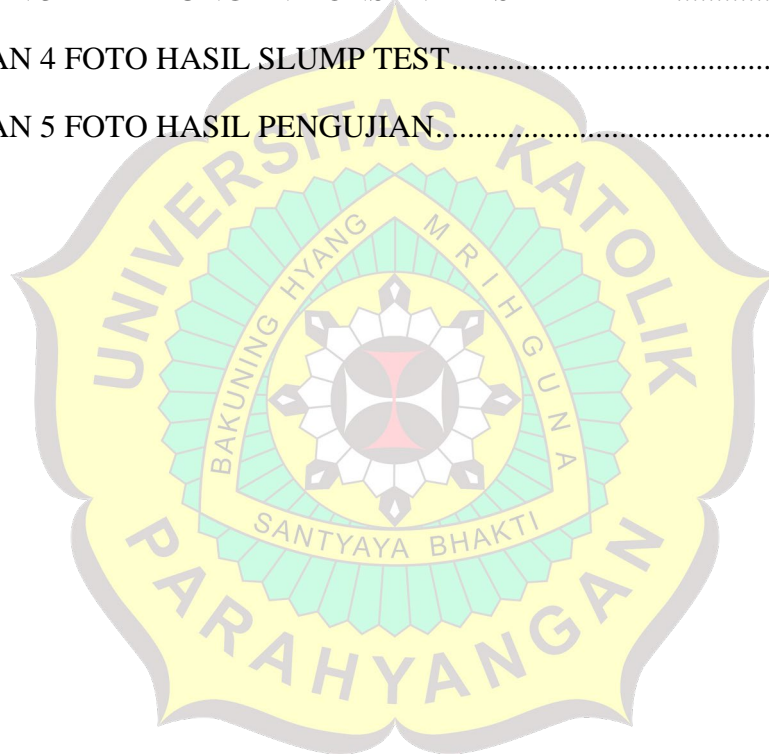 AN 4 FOTO HASIL SLUMP TEST..........................................
AN 5 FOTO HASIL PENGUJIAN............................................
UNIVERSITAS KATOLIK
BAKUNING HYANG MRIHGUNA
SANTYAYA BHAKTI
PARAHYANGAN